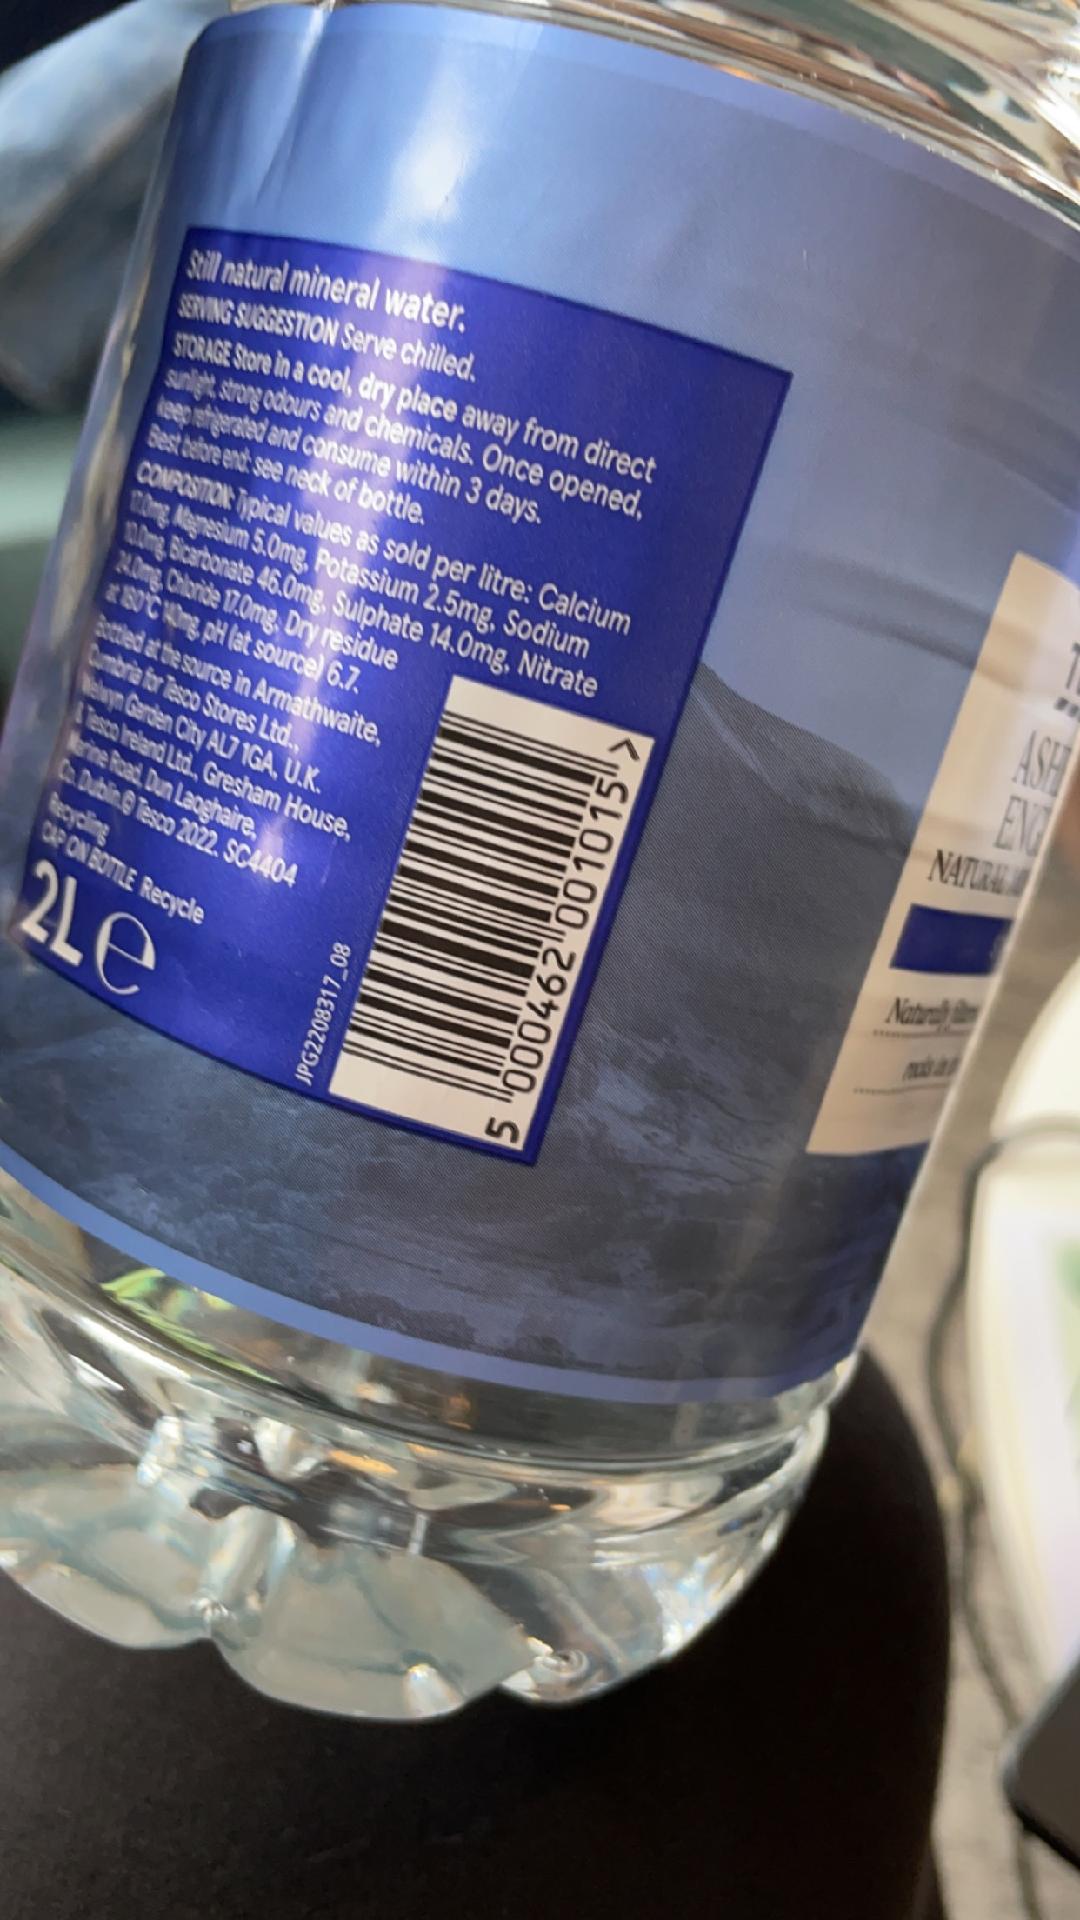 Still natural mineral water.
SERVING SUGGESTION Serve chilled.
STORAGE Store in a cool, dry place away from direct
sunlight, strong odours and chemicals. Once opened,
keep refrigerated and consume within 3 days.
Best before end: see neck of bottle.
COMPOSITION: Typical values as sold per litre: Calcium
17.0mg, Magnesium 5.0mg, Potassium 2.5mg, Sodium
10.0mg, Bicarbonate 46.0mg, Sulphate 14.0mg, Nitrate
24.0mg, Chloride 17.0mg, Dry residue
at 180°C 140mg, pH (at source) 6.7.
Bottled at the source in Armathwaite,
Cumbria for Tesco Stores Ltd.,
Welwyn Garden City AL7 1GA, U.K.
& Tesco Ireland Ltd., Gresham House,
Marine Road, Dun Laoghaire,
Co. Dublin. © Tesco 2022. SC4404
Recycling
CAP ON BOTTLE Recycle
2L e
JPG2208317_08
5 000462 001015 >
T
ASH
ENG
NATURAL
Naturally